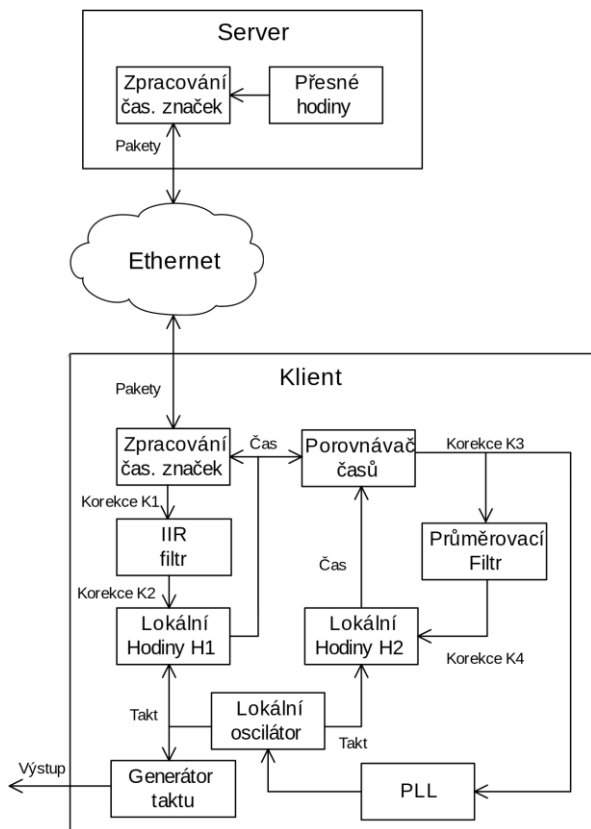 Server
Zpracování
čas. značek
Přesné
hodiny
Pakety
Ethernet
Klient
Pakety
Zpracování
čas. značek
Čas
Porovnávač
časů
Korekce K3
Korekce K1
IIR
filtr
Průměrovací
Filtr
Čas
Korekce K2
Lokální
Hodiny H1
Lokální
Hodiny H2
Korekce K4
Takt
Lokální
oscilátor
Takt
Výstup
Generátor
taktu
PLL